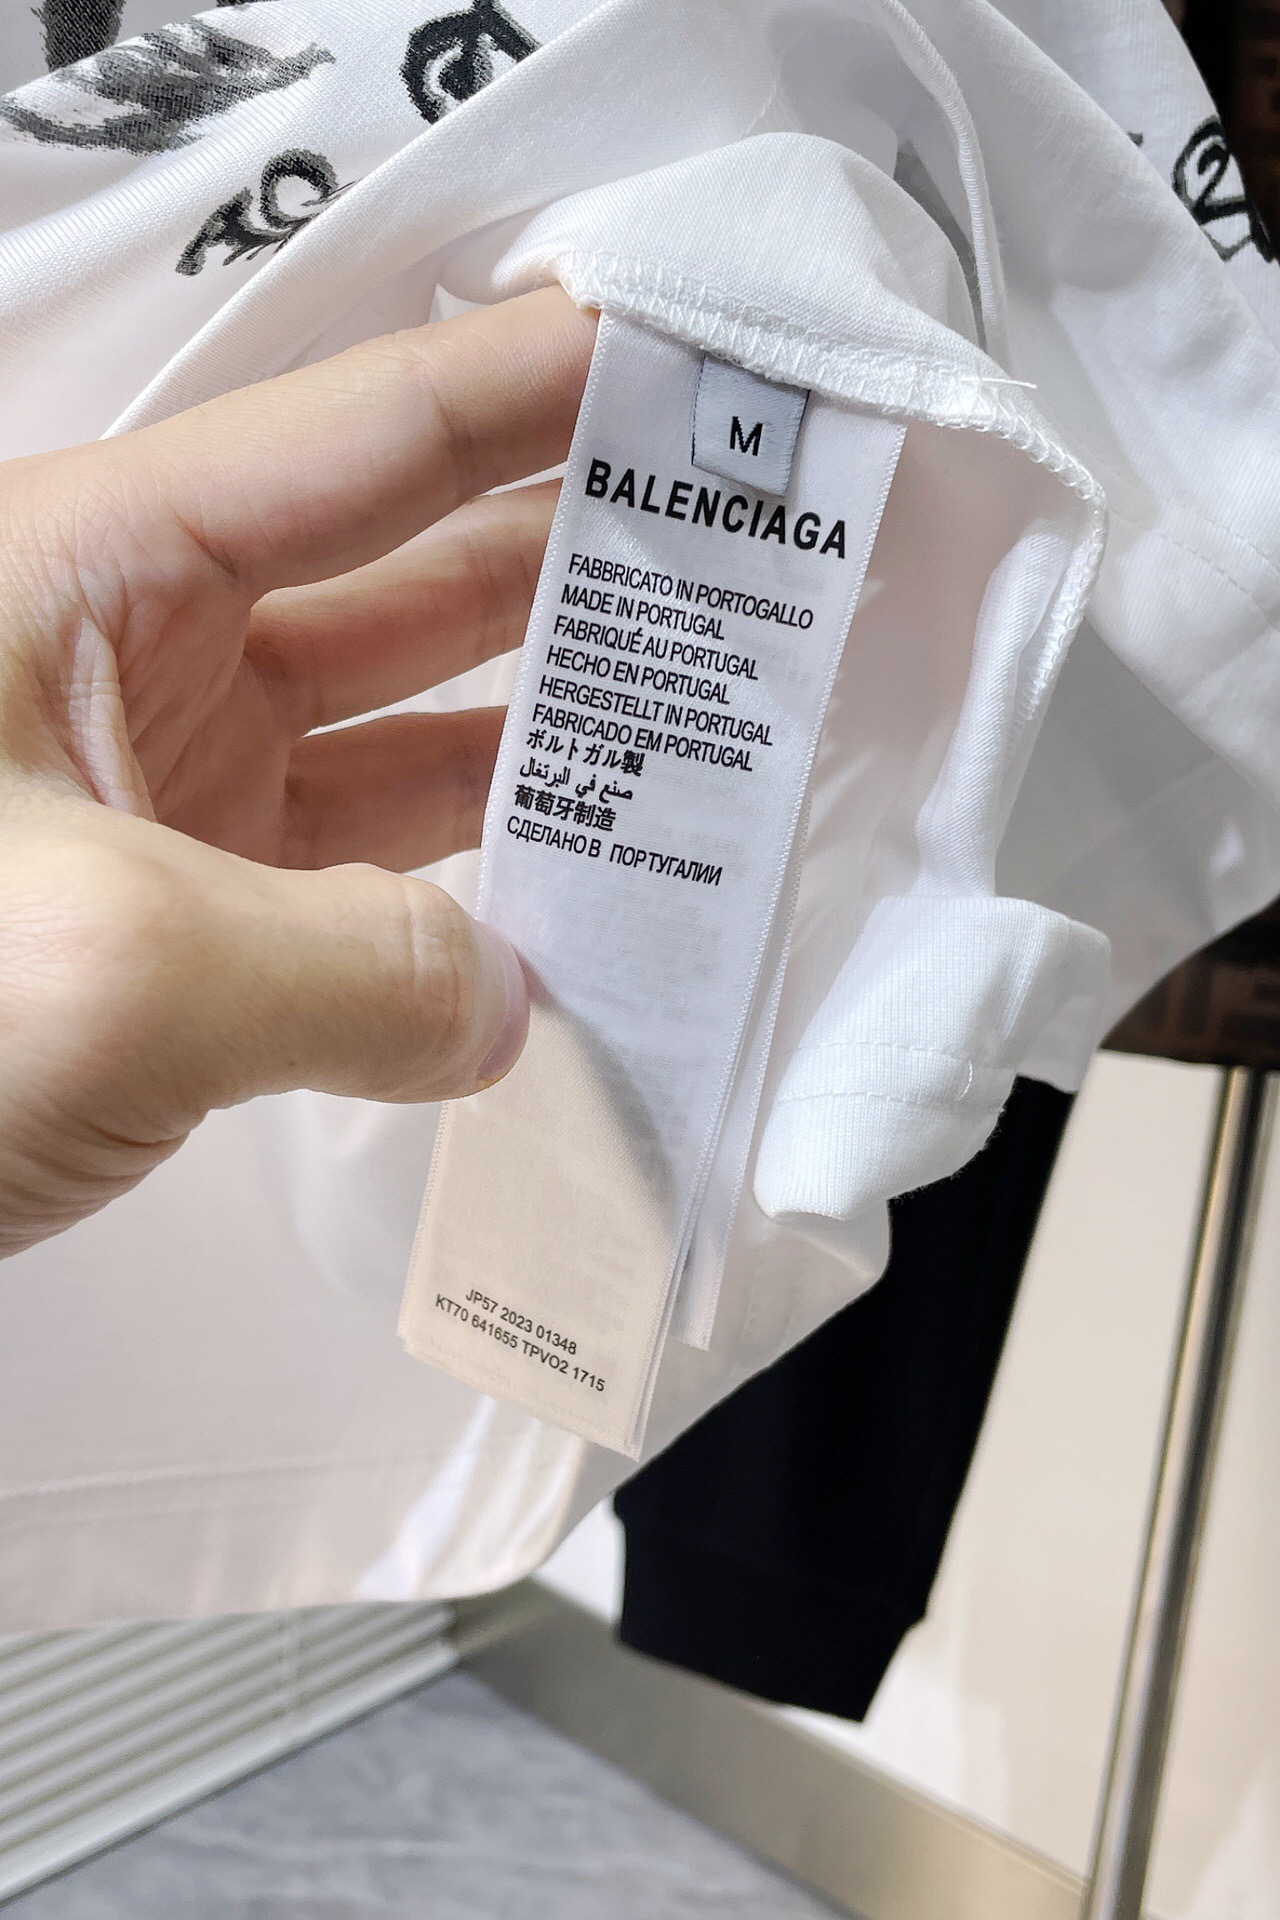 M
BALENCIAGA
FABBRICATO IN PORTOGALLO
MADE IN PORTUGAL
FABRIQUÉ AU PORTUGAL
HECHO EN PORTUGAL
HERGESTELLT IN PORTUGAL
FABRICADO EM PORTUGAL
ボルトガル製
صنع في البرتغال
葡萄牙制造
СДЕЛАНО В ПОРТУГАЛИИ
JP57 2023 01348
KT70 641655 TPVO2 1715